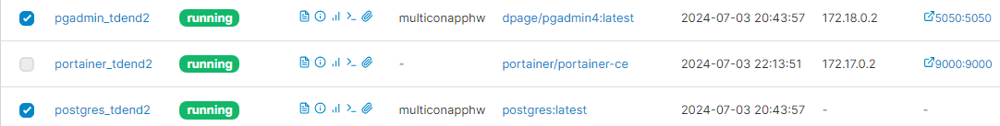 pgadmin_tdend2 running multiconapphw dpage/pgadmin4:latest 2024-07-03 20:43:57 172.18.0.2 5050:5050
portainer_tdend2 running - portainer/portainer-ce 2024-07-03 22:13:51 172.17.0.2 9000:9000
postgres_tdend2 running multiconapphw postgres:latest 2024-07-03 20:43:57 - -